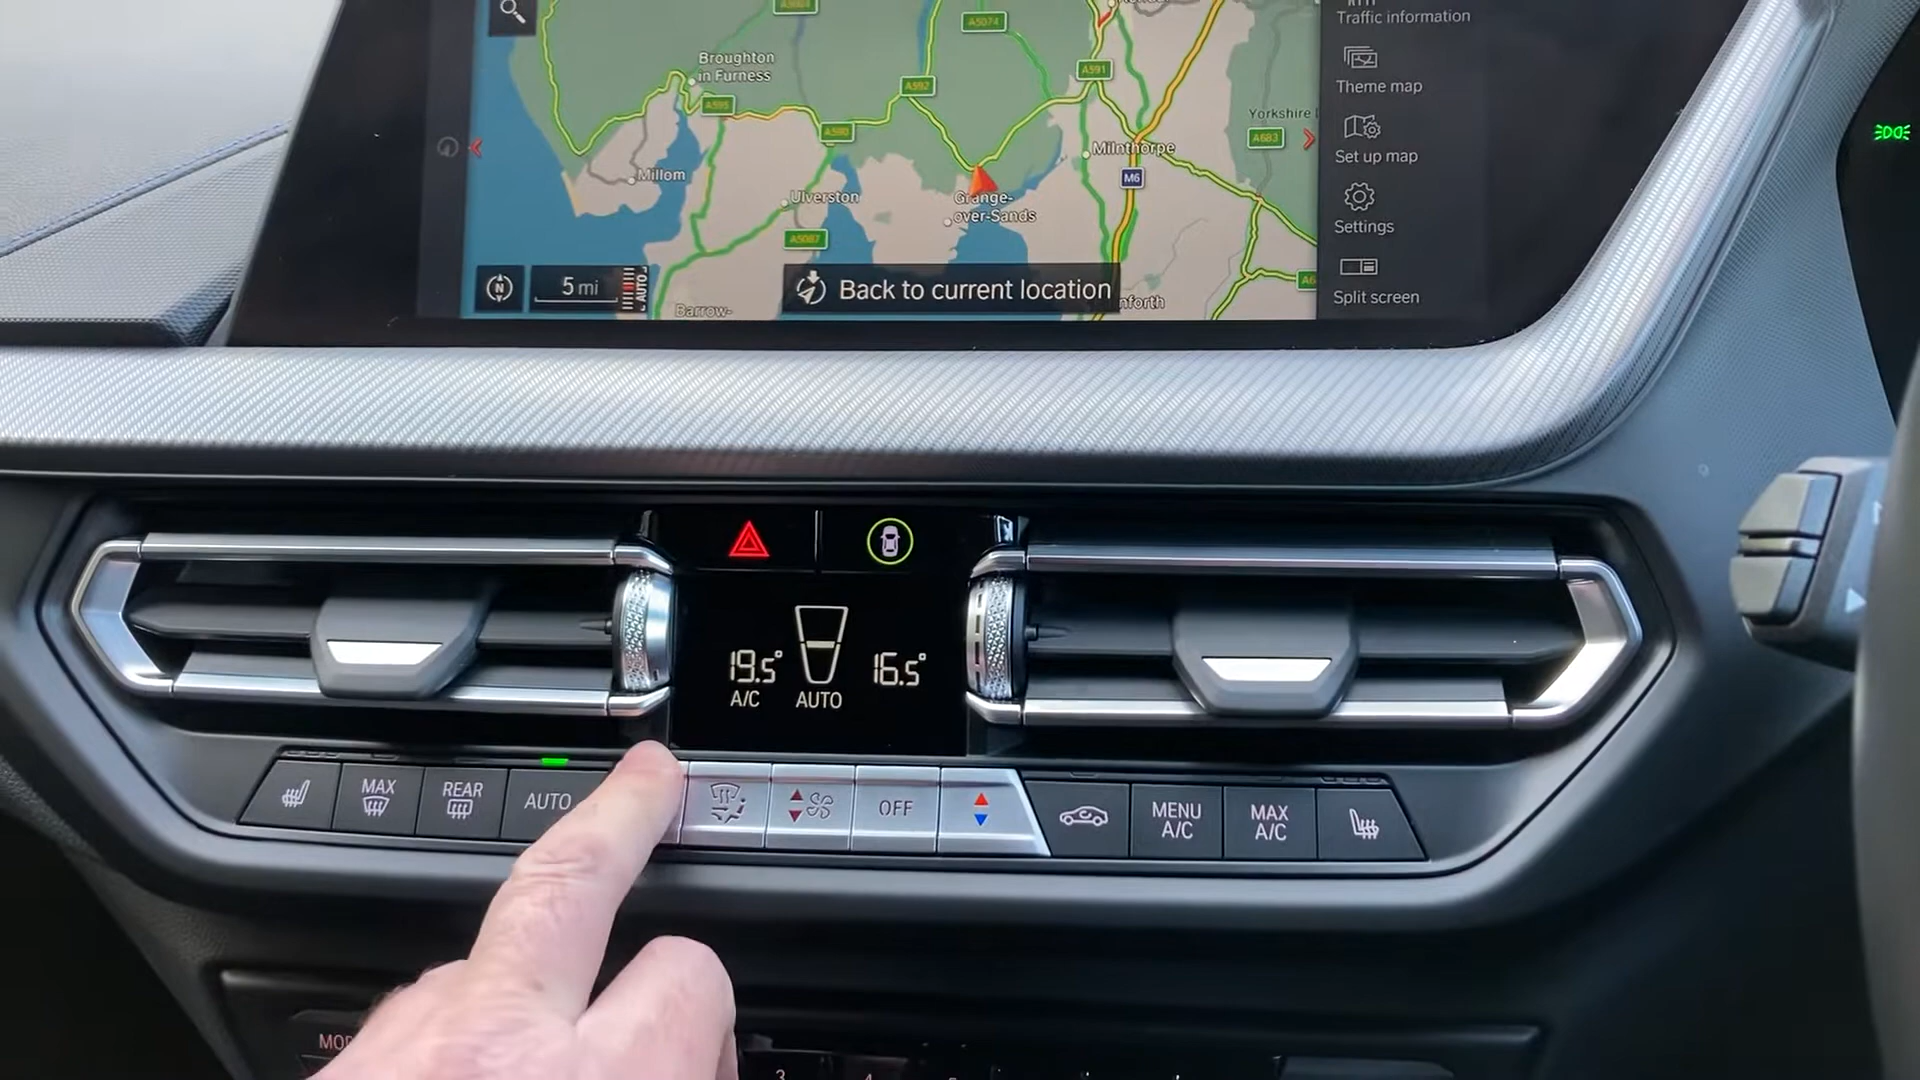 A5074
Traffic information
Broughton
in Furness
A591
Theme map
A592
A595
Yorkshire
A590
A683
Milnthorpe
Set up map
Millom
M6
Ulverston
Grange-
over-Sands
Settings
A5087
N
5 mi
AUTO
Back to current location
Split screen
Barrow-
nforth
19.5°
16.5°
A/C
AUTO
MAX
REAR
AUTO
OFF
MENU
A/C
MAX
A/C
3
4